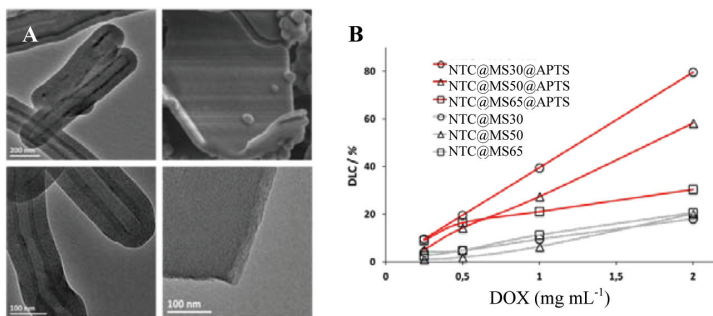 A
200 nm
100 nm
100 nm
B
NTC@MS30@APTS
NTC@MS50@APTS
NTC@MS65@APTS
NTC@MS30
NTC@MS50
NTC@MS65
DLC / %
80
60
40
20
0
0
0,5
1
1,5
2
DOX (mg mL⁻¹)